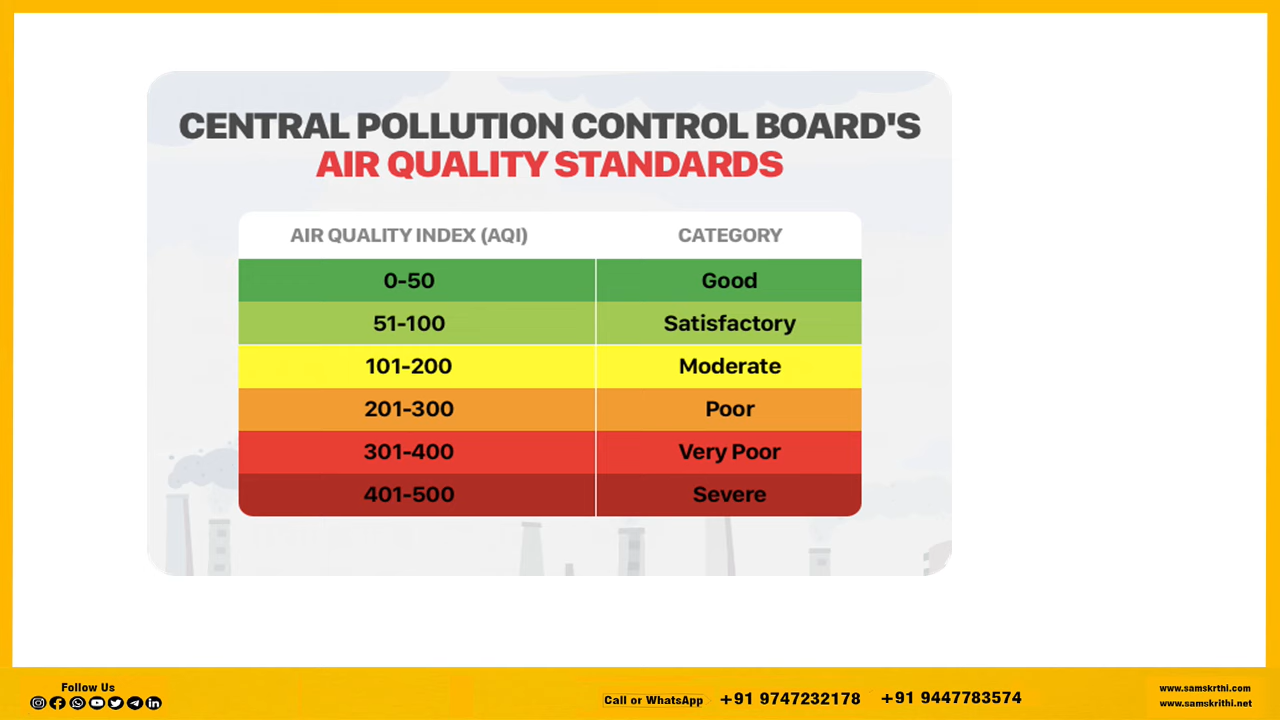 CENTRAL POLLUTION CONTROL BOARD'S
AIR QUALITY STANDARDS
AIR QUALITY INDEX (AQI) CATEGORY
0-50 Good
51-100 Satisfactory
101-200 Moderate
201-300 Poor
301-400 Very Poor
401-500 Severe
Follow Us
Call or WhatsApp +91 9747232178 +91 9447783574
www.samskrthi.com
www.samskrithi.net